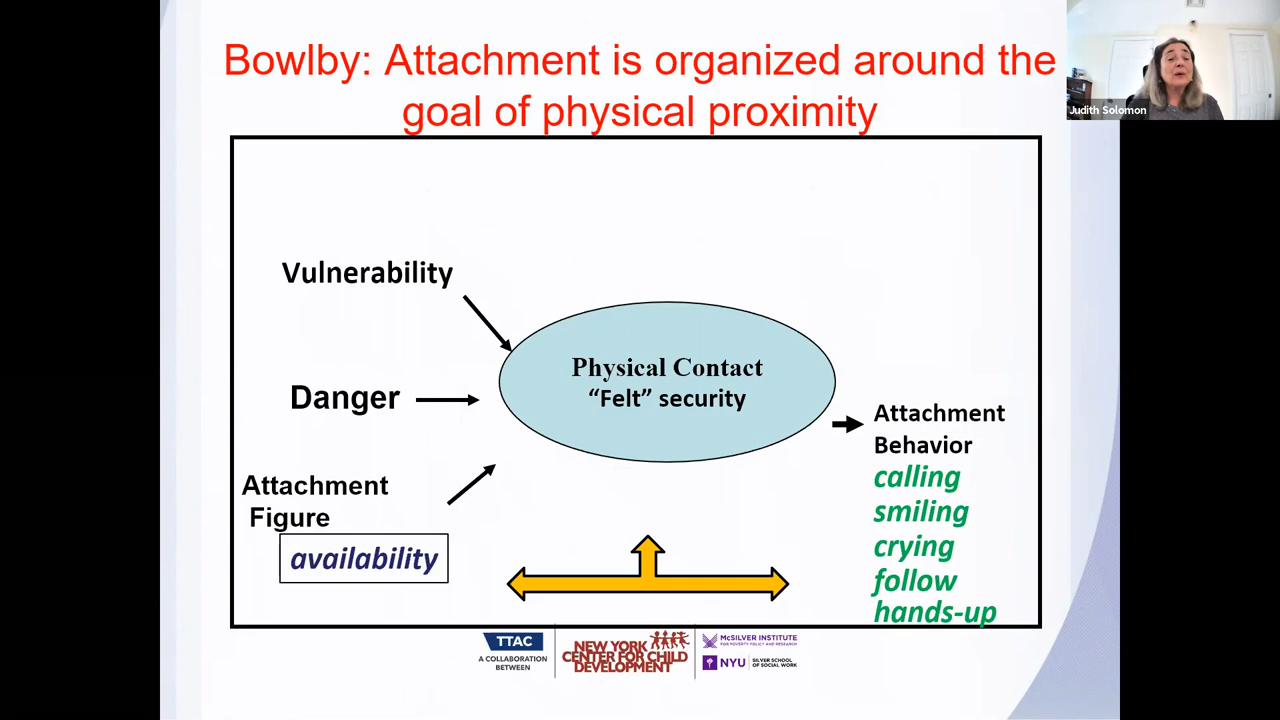 Bowlby: Attachment is organized around the
goal of physical proximity
Judith Solomon
Vulnerability
Physical Contact
“Felt” security
Danger
Attachment
Figure
availability
Attachment
Behavior
calling
smiling
crying
follow
hands-up
TTAC
A COLLABORATION
BETWEEN
NEW YORK
CENTER FOR CHILD
DEVELOPMENT
McSILVER INSTITUTE
FOR POVERTY POLICY AND RESEARCH
NYU
SILVER SCHOOL
OF SOCIAL WORK